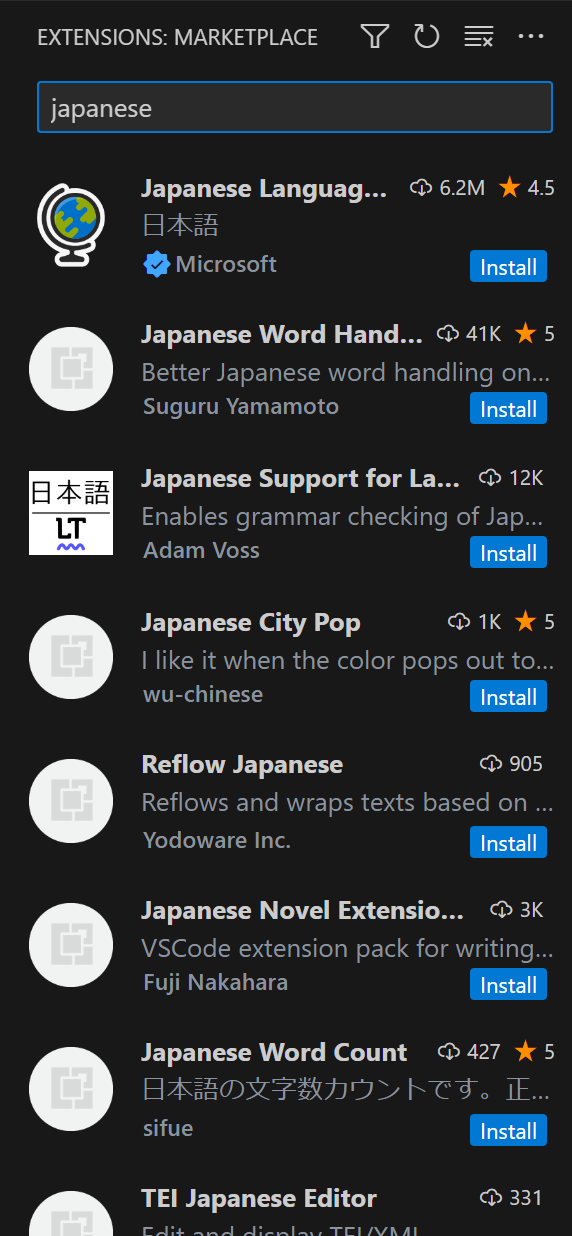 EXTENSIONS: MARKETPLACE
japanese
Japanese Languag... 6.2M 4.5
日本語
Microsoft Install
Japanese Word Hand... 41K 5
Better Japanese word handling on...
Suguru Yamamoto Install
日本語
LT
Japanese Support for La... 12K
Enables grammar checking of Jap...
Adam Voss Install
Japanese City Pop 1K 5
I like it when the color pops out to...
wu-chinese Install
Reflow Japanese 905
Reflows and wraps texts based on ...
Yodoware Inc. Install
Japanese Novel Extensio... 3K
VSCode extension pack for writing...
Fuji Nakahara Install
Japanese Word Count 427 5
日本語の文字数カウントです。正...
sifue Install
TEI Japanese Editor 331
Edit and display TEI/XML